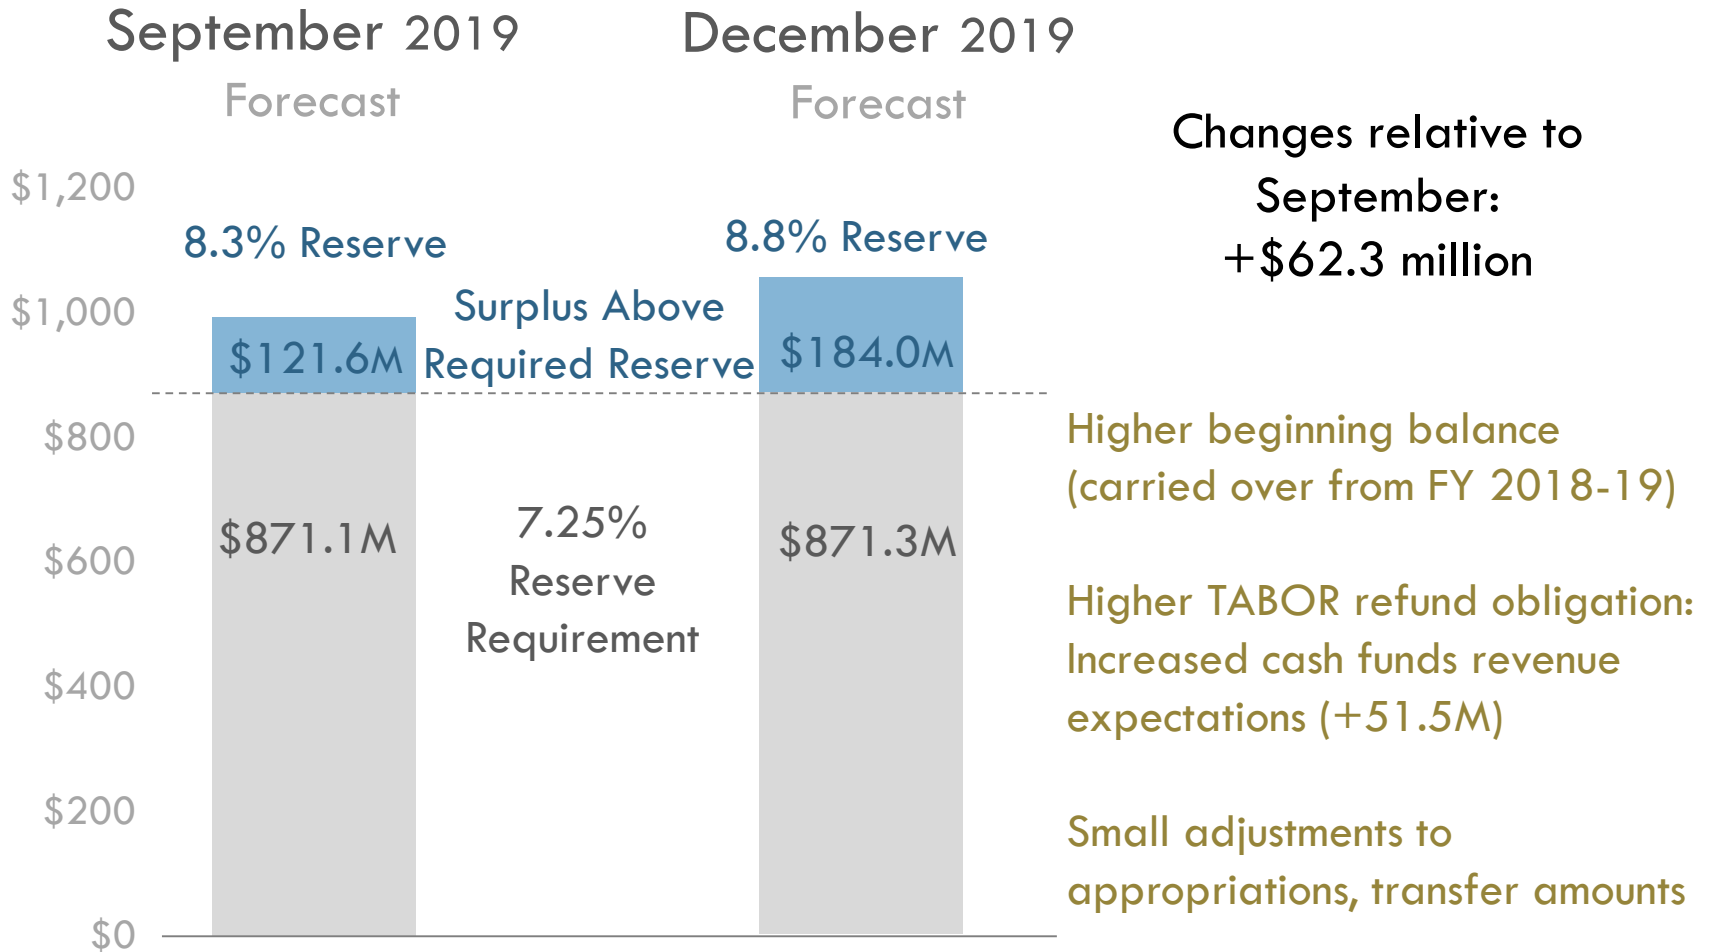 September 2019
Forecast
December 2019
Forecast
Changes relative to
September:
+$62.3 million
$1,200
$1,000
$800
$600
$400
$200
$0
8.3% Reserve
8.8% Reserve
Surplus Above
Required Reserve
$121.6M
$184.0M
$871.1M
7.25%
Reserve
Requirement
$871.3M
Higher beginning balance
(carried over from FY 2018-19)
Higher TABOR refund obligation:
Increased cash funds revenue
expectations (+51.5M)
Small adjustments to
appropriations, transfer amounts